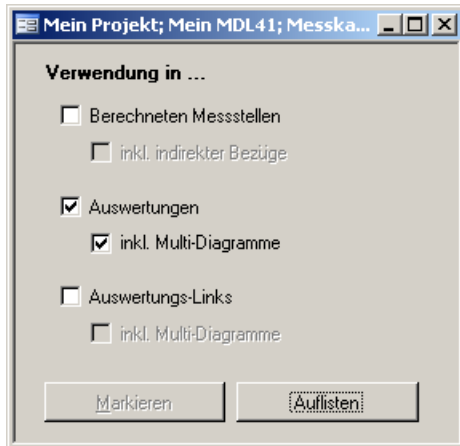 Mein Projekt; Mein MDL41; Messka...
Verwendung in ...
Berechneten Messstellen
inkl. indirekter Bezüge
Auswertungen
inkl. Multi-Diagramme
Auswertungs-Links
inkl. Multi-Diagramme
Markieren Auflisten